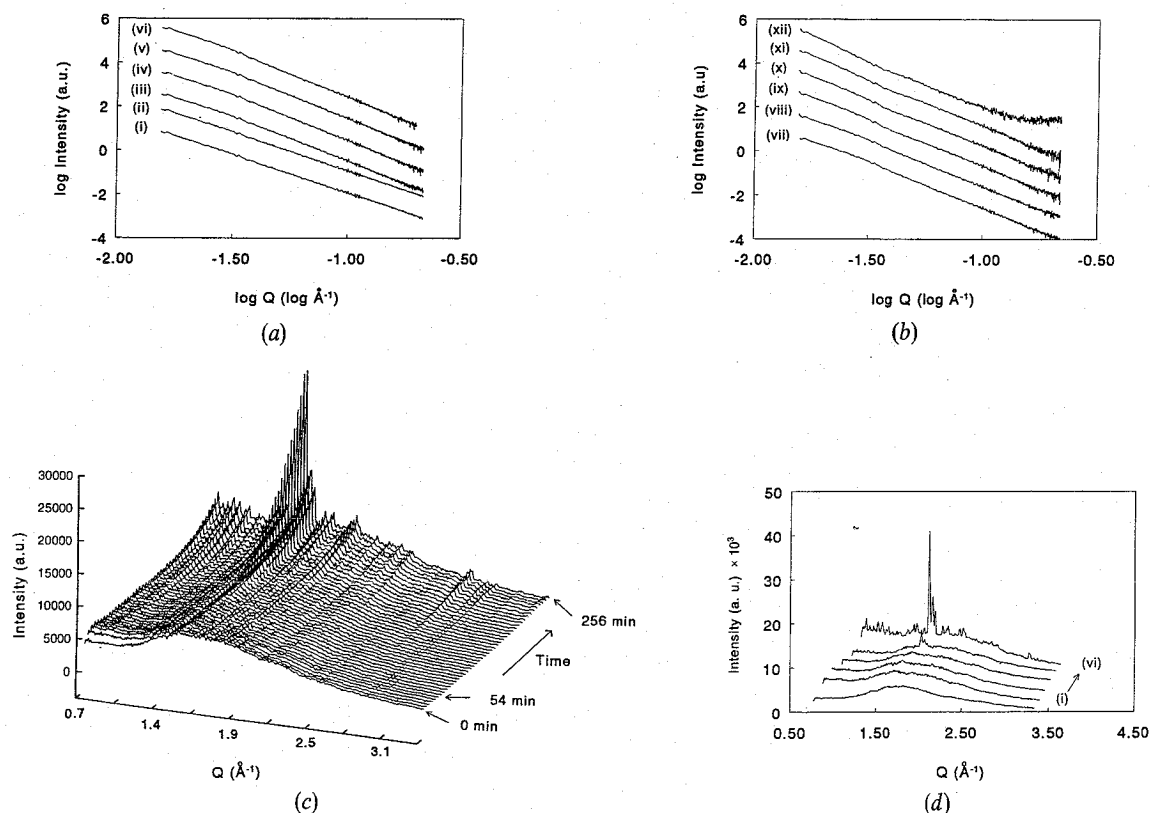 6
4
2
0
-2
-4
log Intensity (a.u.)
(vi)
(v)
(iv)
(iii)
(ii)
(i)
-2.00 -1.50 -1.00 -0.50
log Q (log Å⁻¹)
(a)
6
4
2
0
-2
-4
log Intensity (a.u)
(xii)
(xi)
(x)
(ix)
(viii)
(vii)
-2.00 -1.50 -1.00 -0.50
log Q (log Å⁻¹)
(b)
30000
25000
20000
15000
10000
5000
0
Intensity (a.u.)
256 min
Time
54 min
0 min
0.7 1.4 1.9 2.5 3.1
Q (Å⁻¹)
(c)
50
40
30
20
10
0
Intensity (a. u.) × 10³
(vi)
(i)
0.50 1.50 2.50 3.50 4.50
Q (Å⁻¹)
(d)